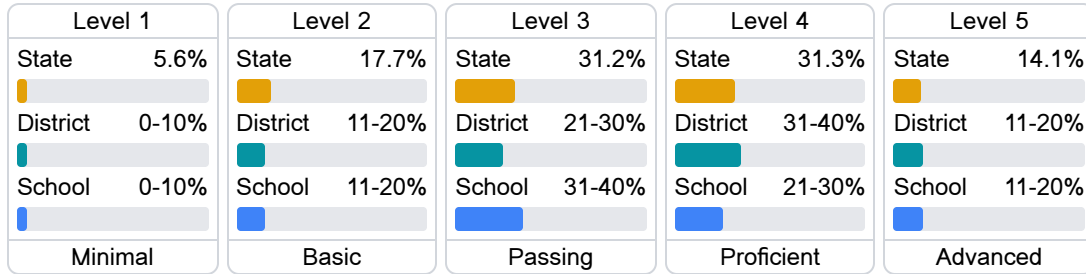 Level 1
State 5.6%
District 0-10%
School 0-10%
Minimal
Level 2
State 17.7%
District 11-20%
School 11-20%
Basic
Level 3
State 31.2%
District 21-30%
School 31-40%
Passing
Level 4
State 31.3%
District 31-40%
School 21-30%
Proficient
Level 5
State 14.1%
District 11-20%
School 11-20%
Advanced